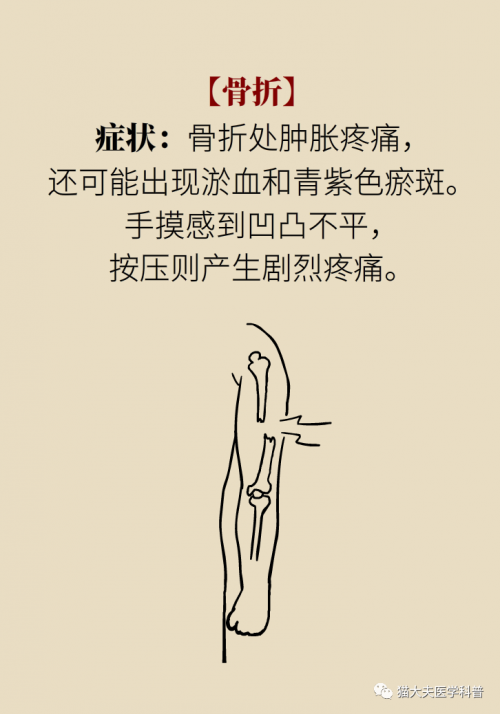 【骨折】
症状：骨折处肿胀疼痛，
还可能出现淤血和青紫色瘀斑。
手摸感到凹凸不平，
按压则产生剧烈疼痛。
猫大夫医学科普